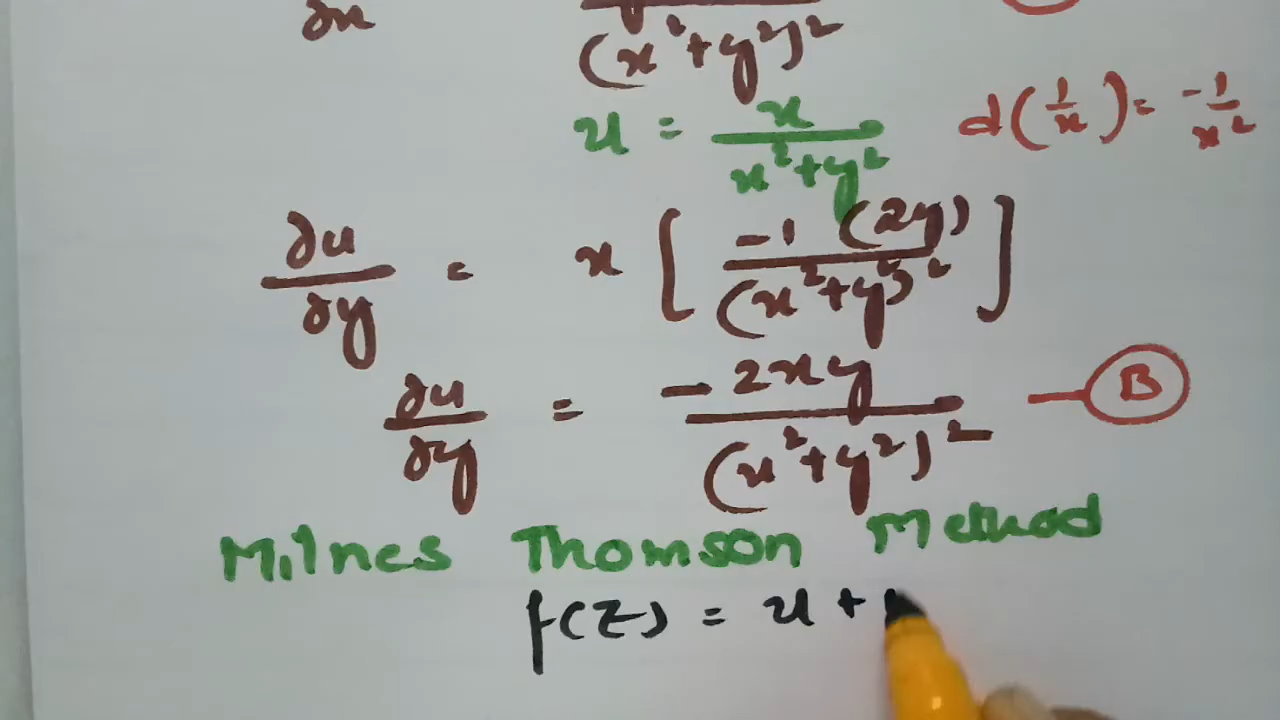 ∂x (x²+y²)²
u = x/(x²+y²) d(1/x) = -1/x²
∂u/∂y = x [ -1 (2y)/(x²+y²)² ]
∂u/∂y = -2xy/(x²+y²)² — B
Milnes Thomson Method
f(z) = u +